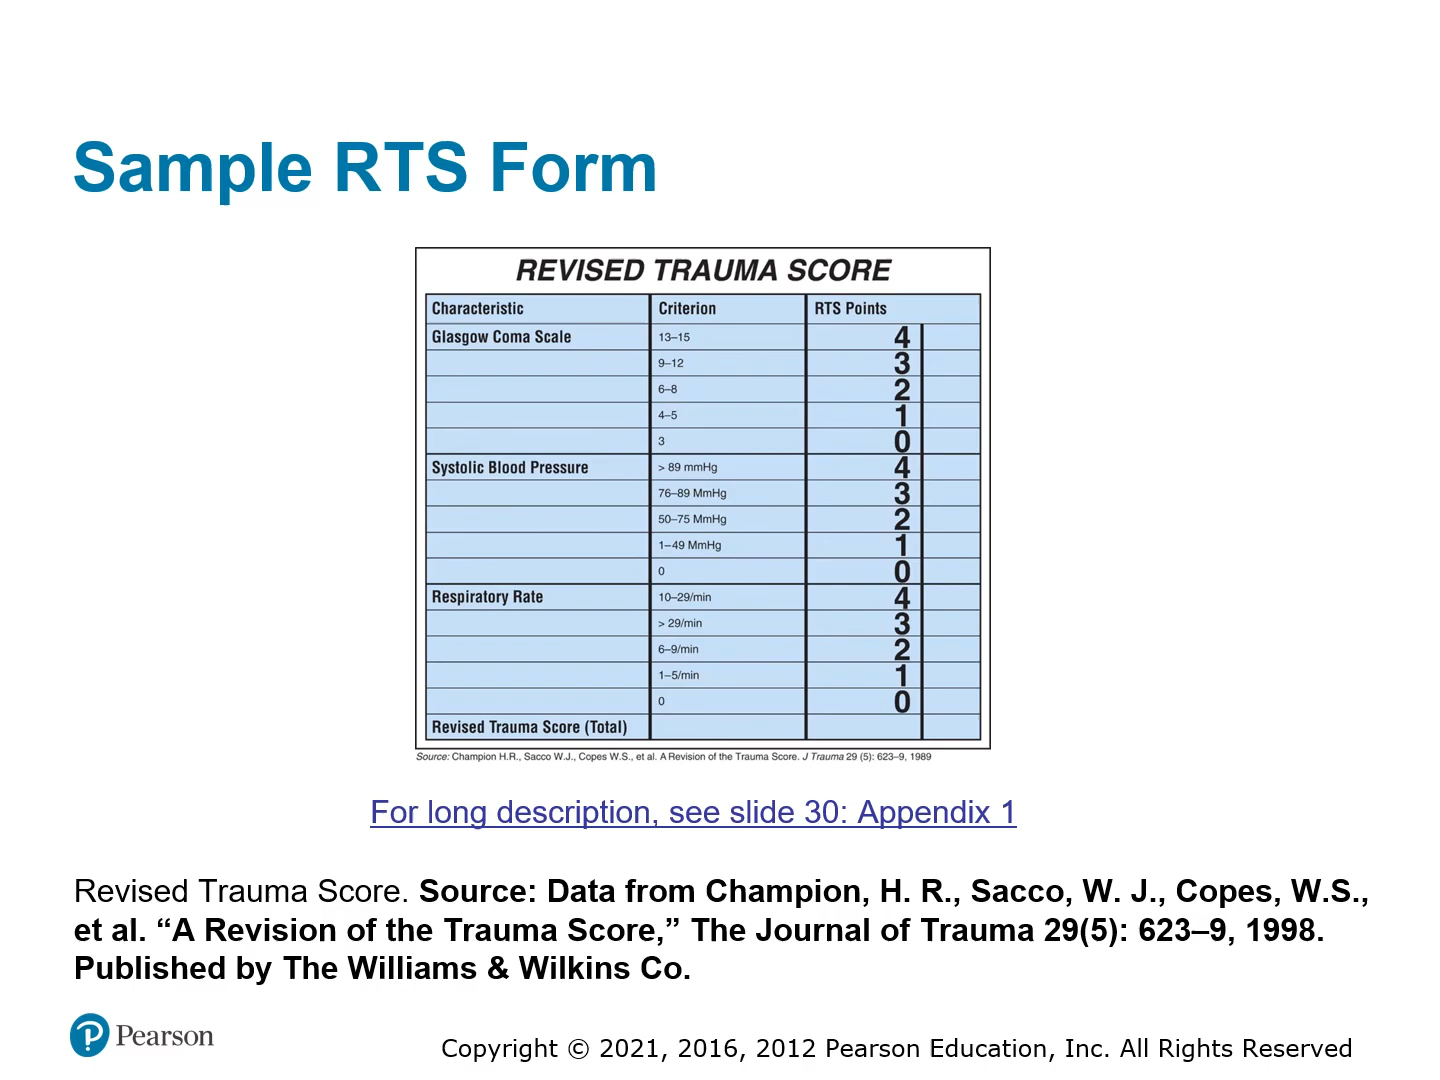 Sample RTS Form
REVISED TRAUMA SCORE
Characteristic Criterion RTS Points
Glasgow Coma Scale 13–15 4
9–12 3
6–8 2
4–5 1
3 0
Systolic Blood Pressure > 89 mmHg 4
76–89 MmHg 3
50–75 MmHg 2
1–49 MmHg 1
0 0
Respiratory Rate 10–29/min 4
> 29/min 3
6–9/min 2
1–5/min 1
0 0
Revised Trauma Score (Total)
Source: Champion H.R., Sacco W.J., Copes W.S., et al. A Revision of the Trauma Score. J Trauma 29 (5): 623–9, 1989
For long description, see slide 30: Appendix 1
Revised Trauma Score. Source: Data from Champion, H. R., Sacco, W. J., Copes, W.S.,
et al. “A Revision of the Trauma Score,” The Journal of Trauma 29(5): 623–9, 1998.
Published by The Williams & Wilkins Co.
P Pearson
Copyright © 2021, 2016, 2012 Pearson Education, Inc. All Rights Reserved